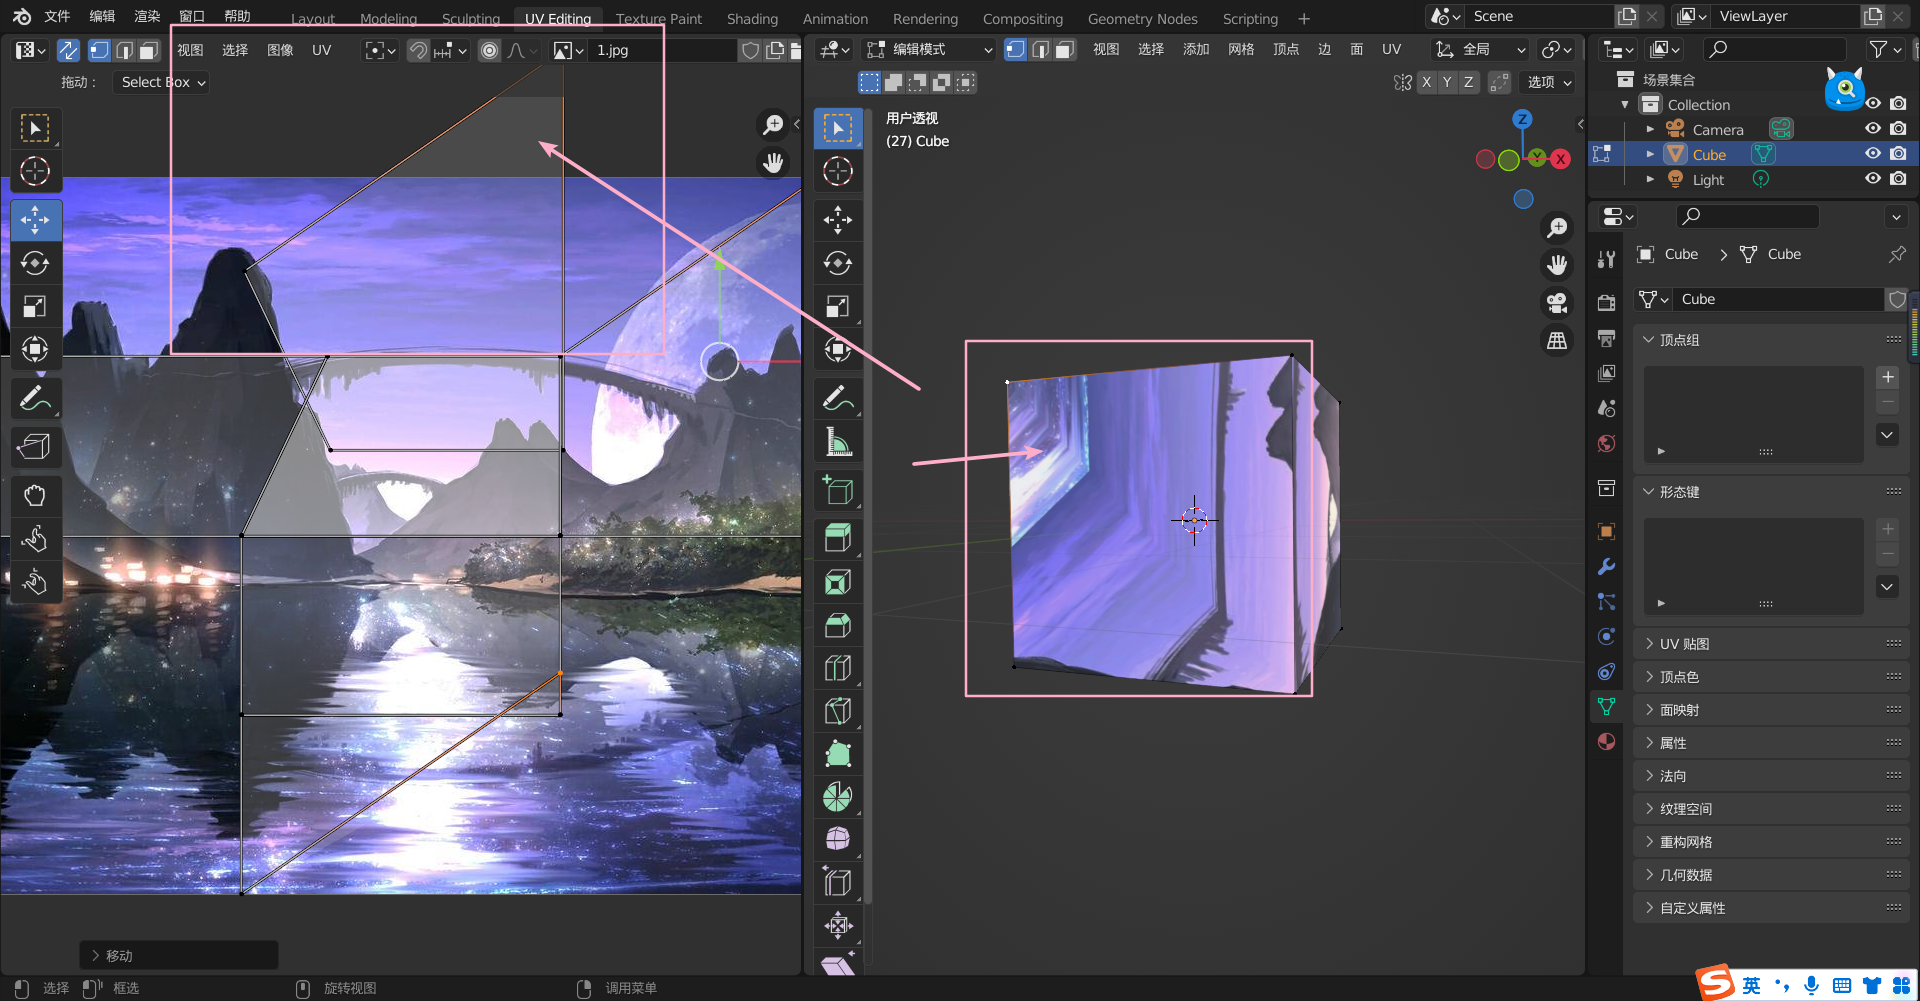 文件 编辑 渲染 窗口 帮助 Layout Modeling Sculpting UV Editing Texture Paint Shading Animation Rendering Compositing Geometry Nodes Scripting + Scene ViewLayer
视图 选择 图像 UV 1.jpg 编辑模式 视图 选择 添加 网格 顶点 边 面 UV 全局
拖动： Select Box X Y Z 选项
用户透视
(27) Cube
Z
Y X
场景集合
Collection
Camera
Cube
Light
Cube > Cube
Cube
顶点组
形态键
UV 贴图
顶点色
面映射
属性
法向
纹理空间
重构网格
几何数据
自定义属性
移动
选择 框选 旋转视图 调用菜单
英